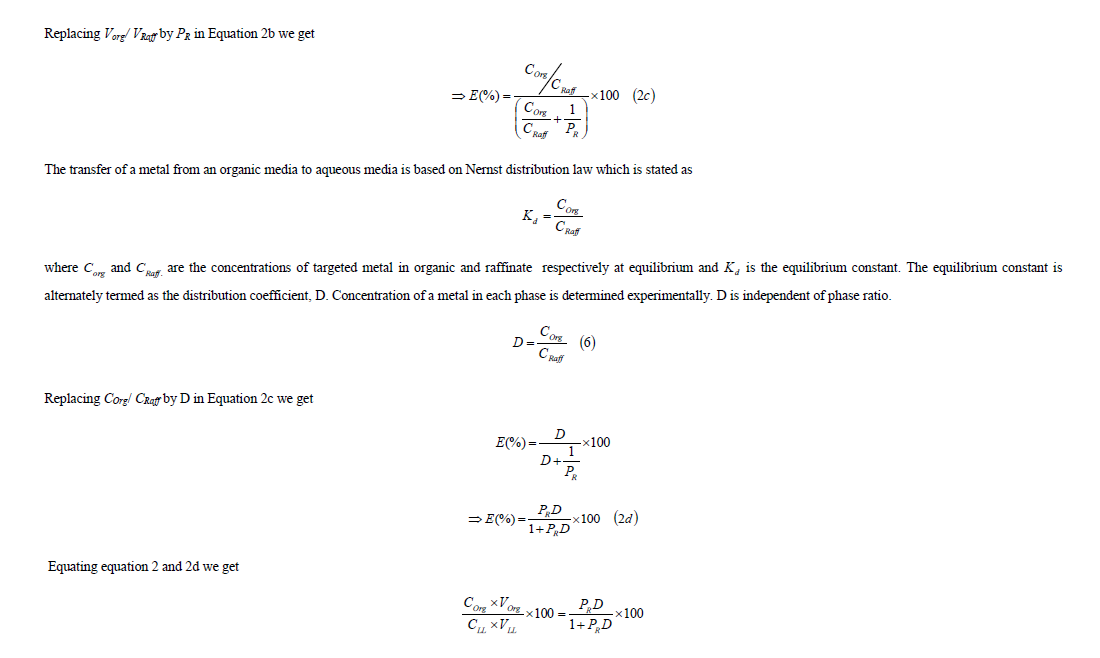 Replacing V_org/ V_Raff by P_R in Equation 2b we get
⇒ E(%) = (C_Org/C_Raff) / (C_Org/C_Raff + 1/P_R) ×100 (2c)
The transfer of a metal from an organic media to aqueous media is based on Nernst distribution law which is stated as
K_d = C_Org/C_Raff
where C_org and C_Raff. are the concentrations of targeted metal in organic and raffinate respectively at equilibrium and K_d is the equilibrium constant. The equilibrium constant is
alternately termed as the distribution coefficient, D. Concentration of a metal in each phase is determined experimentally. D is independent of phase ratio.
D = C_Org/C_Raff (6)
Replacing C_Org/ C_Raff by D in Equation 2c we get
E(%) = D / (D + 1/P_R) ×100
⇒ E(%) = P_R D / (1 + P_R D) ×100 (2d)
Equating equation 2 and 2d we get
(C_Org × V_Org) / (C_LL × V_LL) ×100 = P_R D / (1 + P_R D) ×100